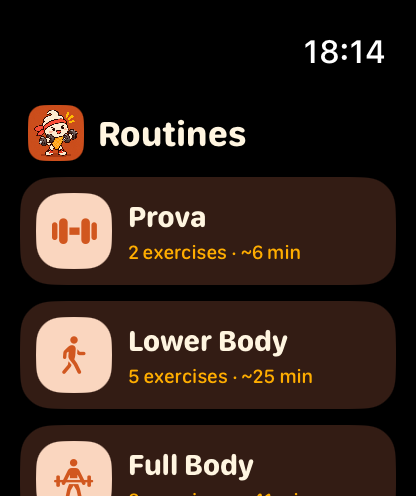 18:14
Routines
Prova
2 exercises · ~6 min
Lower Body
5 exercises · ~25 min
Full Body